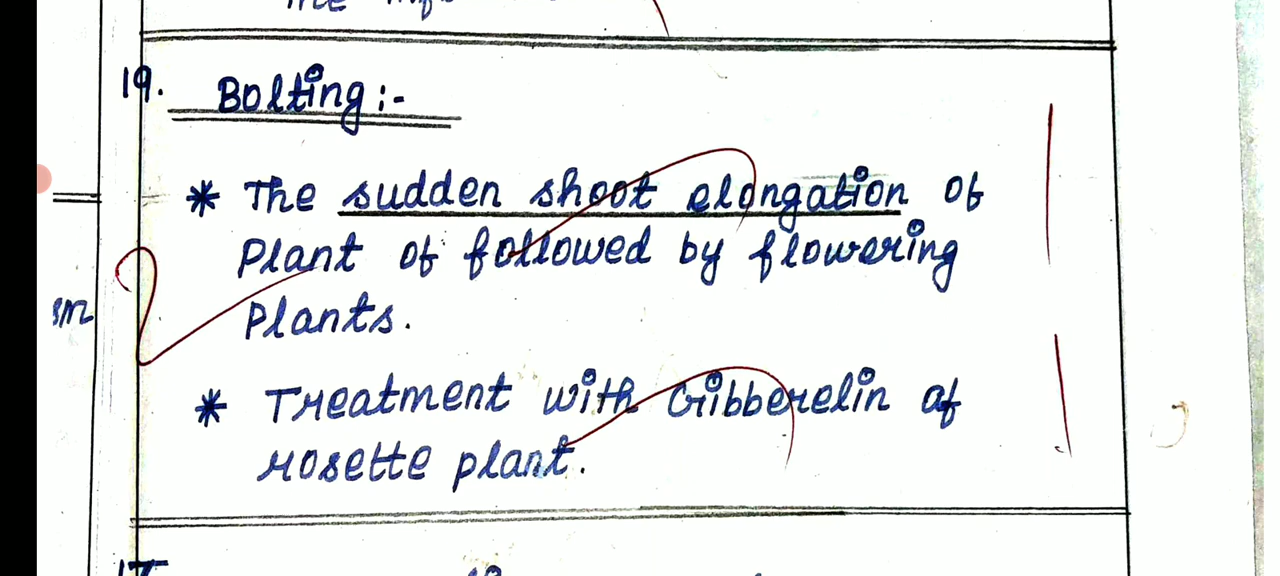 19. Bolting :-
* The sudden shoot elongation of
Plant of followed by flowering
Plants.
sm
* Treatment with Gibberelin of
rosette plant.